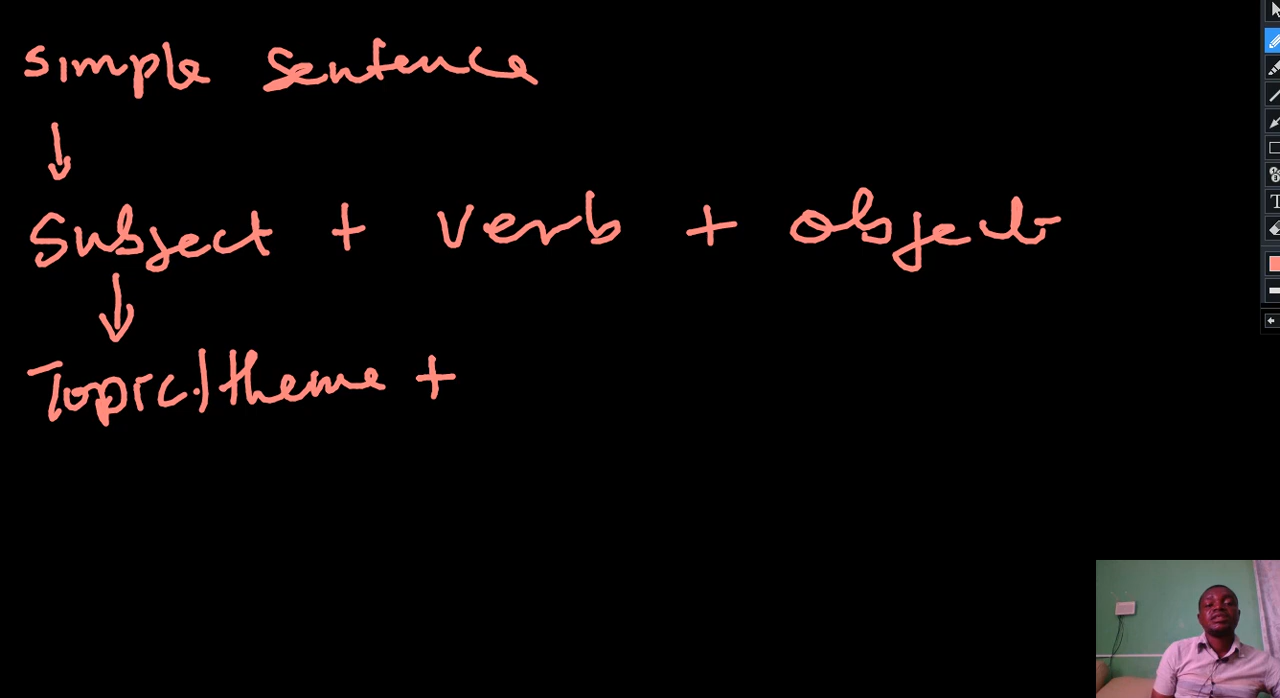 Simple Sentence
Subject + Verb + Object
Topic/theme +